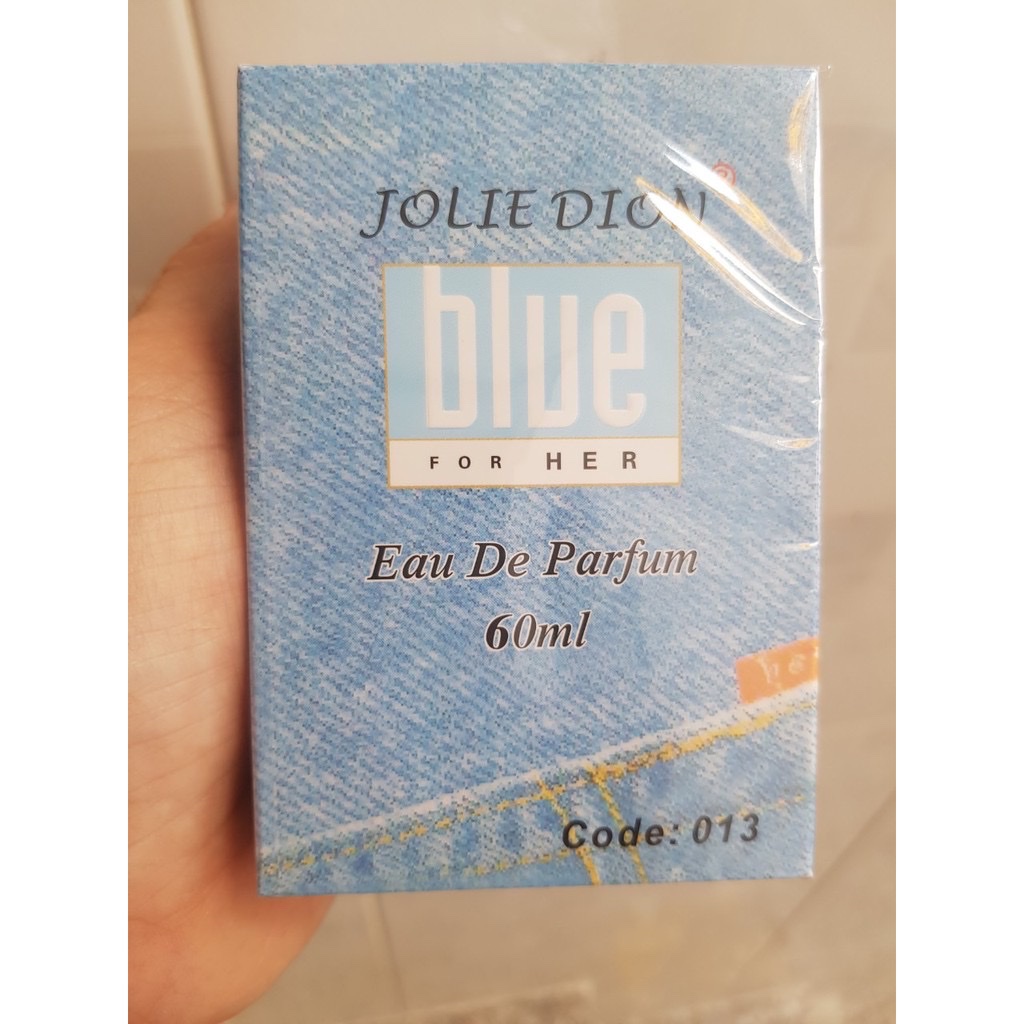 JOLIE DION®
blue
FOR HER
Eau De Parfum
60ml
Code: 013